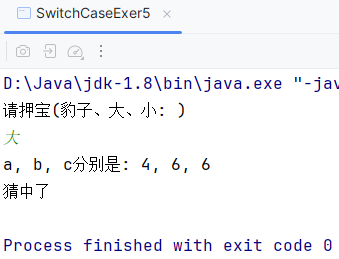 SwitchCaseExer5
D:\Java\jdk-1.8\bin\java.exe "-jav
请押宝(豹子、大、小: )
大
a, b, c分别是: 4, 6, 6
猜中了
Process finished with exit code 0